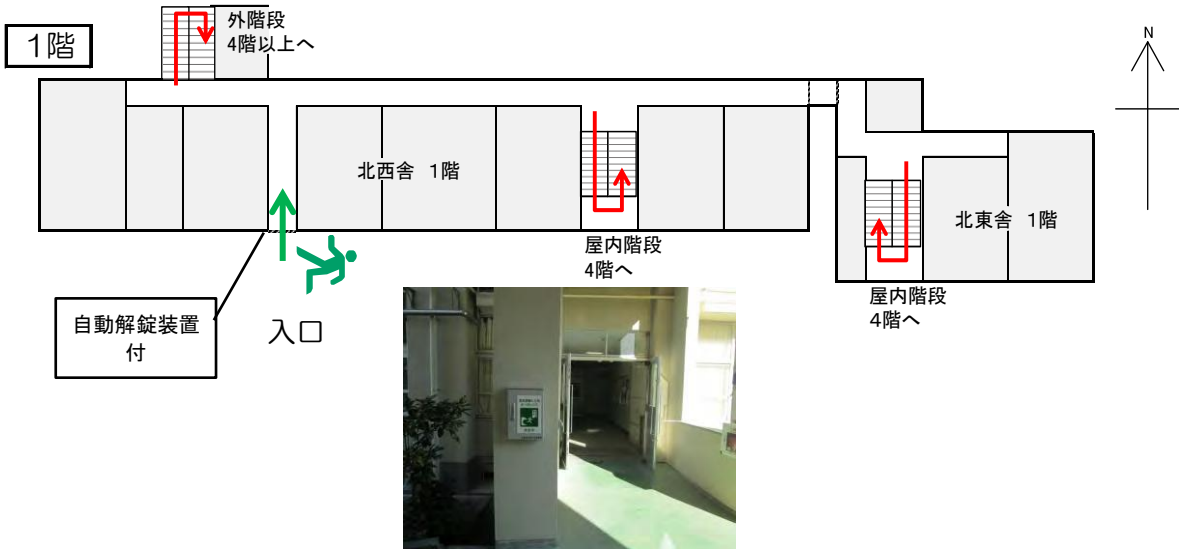 1階
外階段
4階以上へ
N
北西舎 1階
北東舎 1階
屋内階段
4階へ
屋内階段
4階へ
自動解錠装置
付
入口